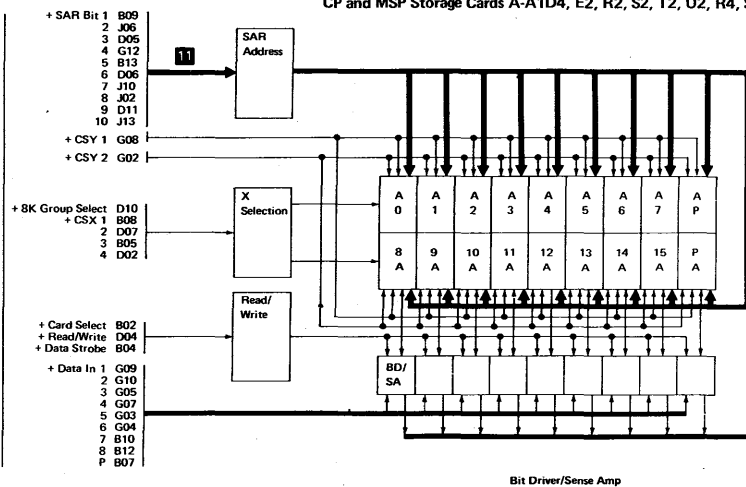 CP and MSP Storage Cards A-A1D4, E2, R2, S2, T2, U2, R4,
+ SAR Bit 1 B09
2 J06
3 D05
4 G12
5 B13
6 D06
7 J10
8 J02
9 D11
10 J13
11
SAR Address
+ CSY 1 G08
+ CSY 2 G02
+ 8K Group Select D10
+ CSX 1 B08
2 D07
3 B05
4 D02
X Selection
A A A A A A A A A
0 1 2 3 4 5 6 7 P
8 9 10 11 12 13 14 15 P
A A A A A A A A A
Read/ Write
+ Card Select B02
+ Read/Write D04
+ Data Strobe B04
+ Data In 1 G09
2 G10
3 G05
4 G07
5 G03
6 G04
7 B10
8 B12
P B07
BD/ SA
Bit Driver/Sense Amp